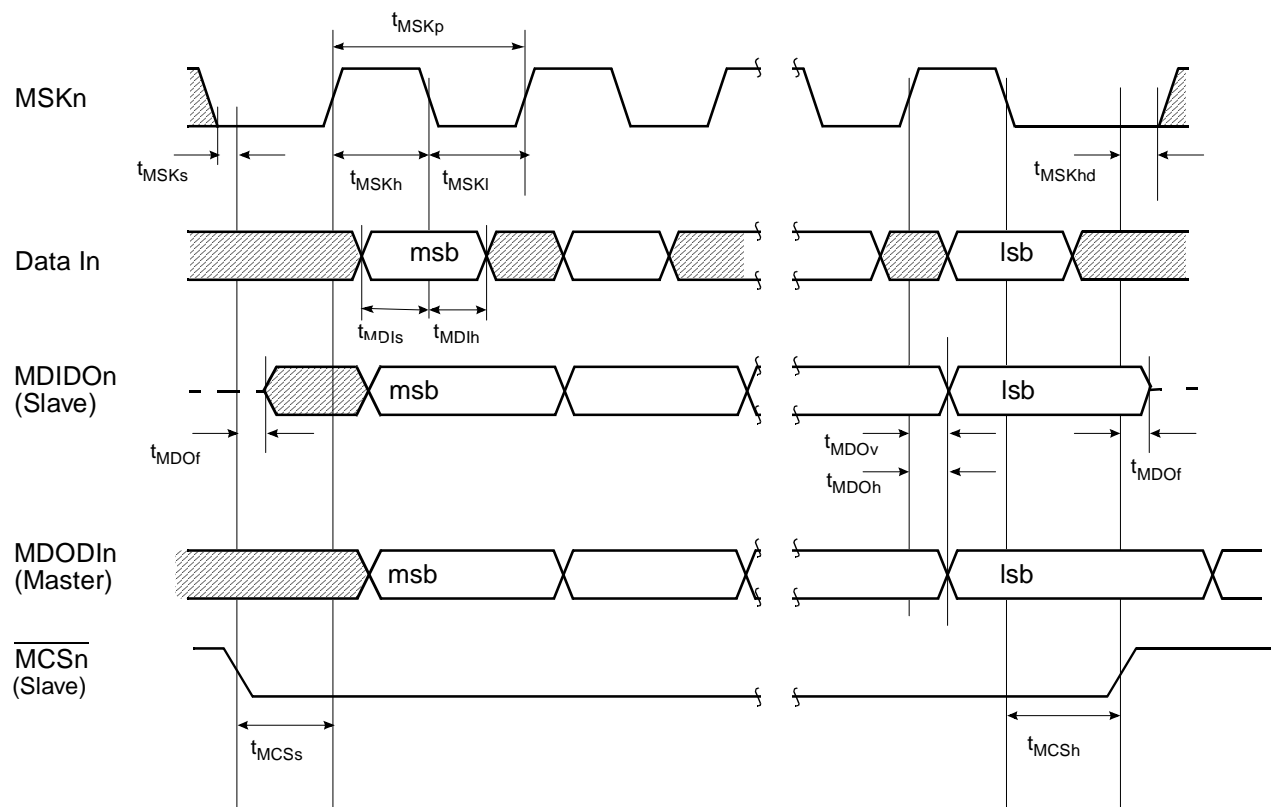 tMSKp
MSKn
tMSKs
tMSKh
tMSKl
tMSKhd
Data In
msb
lsb
tMDIs
tMDIh
MDIDOn
(Slave)
msb
lsb
tMDOf
tMDOv
tMDOh
tMDOf
MDODIn
(Master)
msb
lsb
MCSn
(Slave)
tMCSs
tMCSh